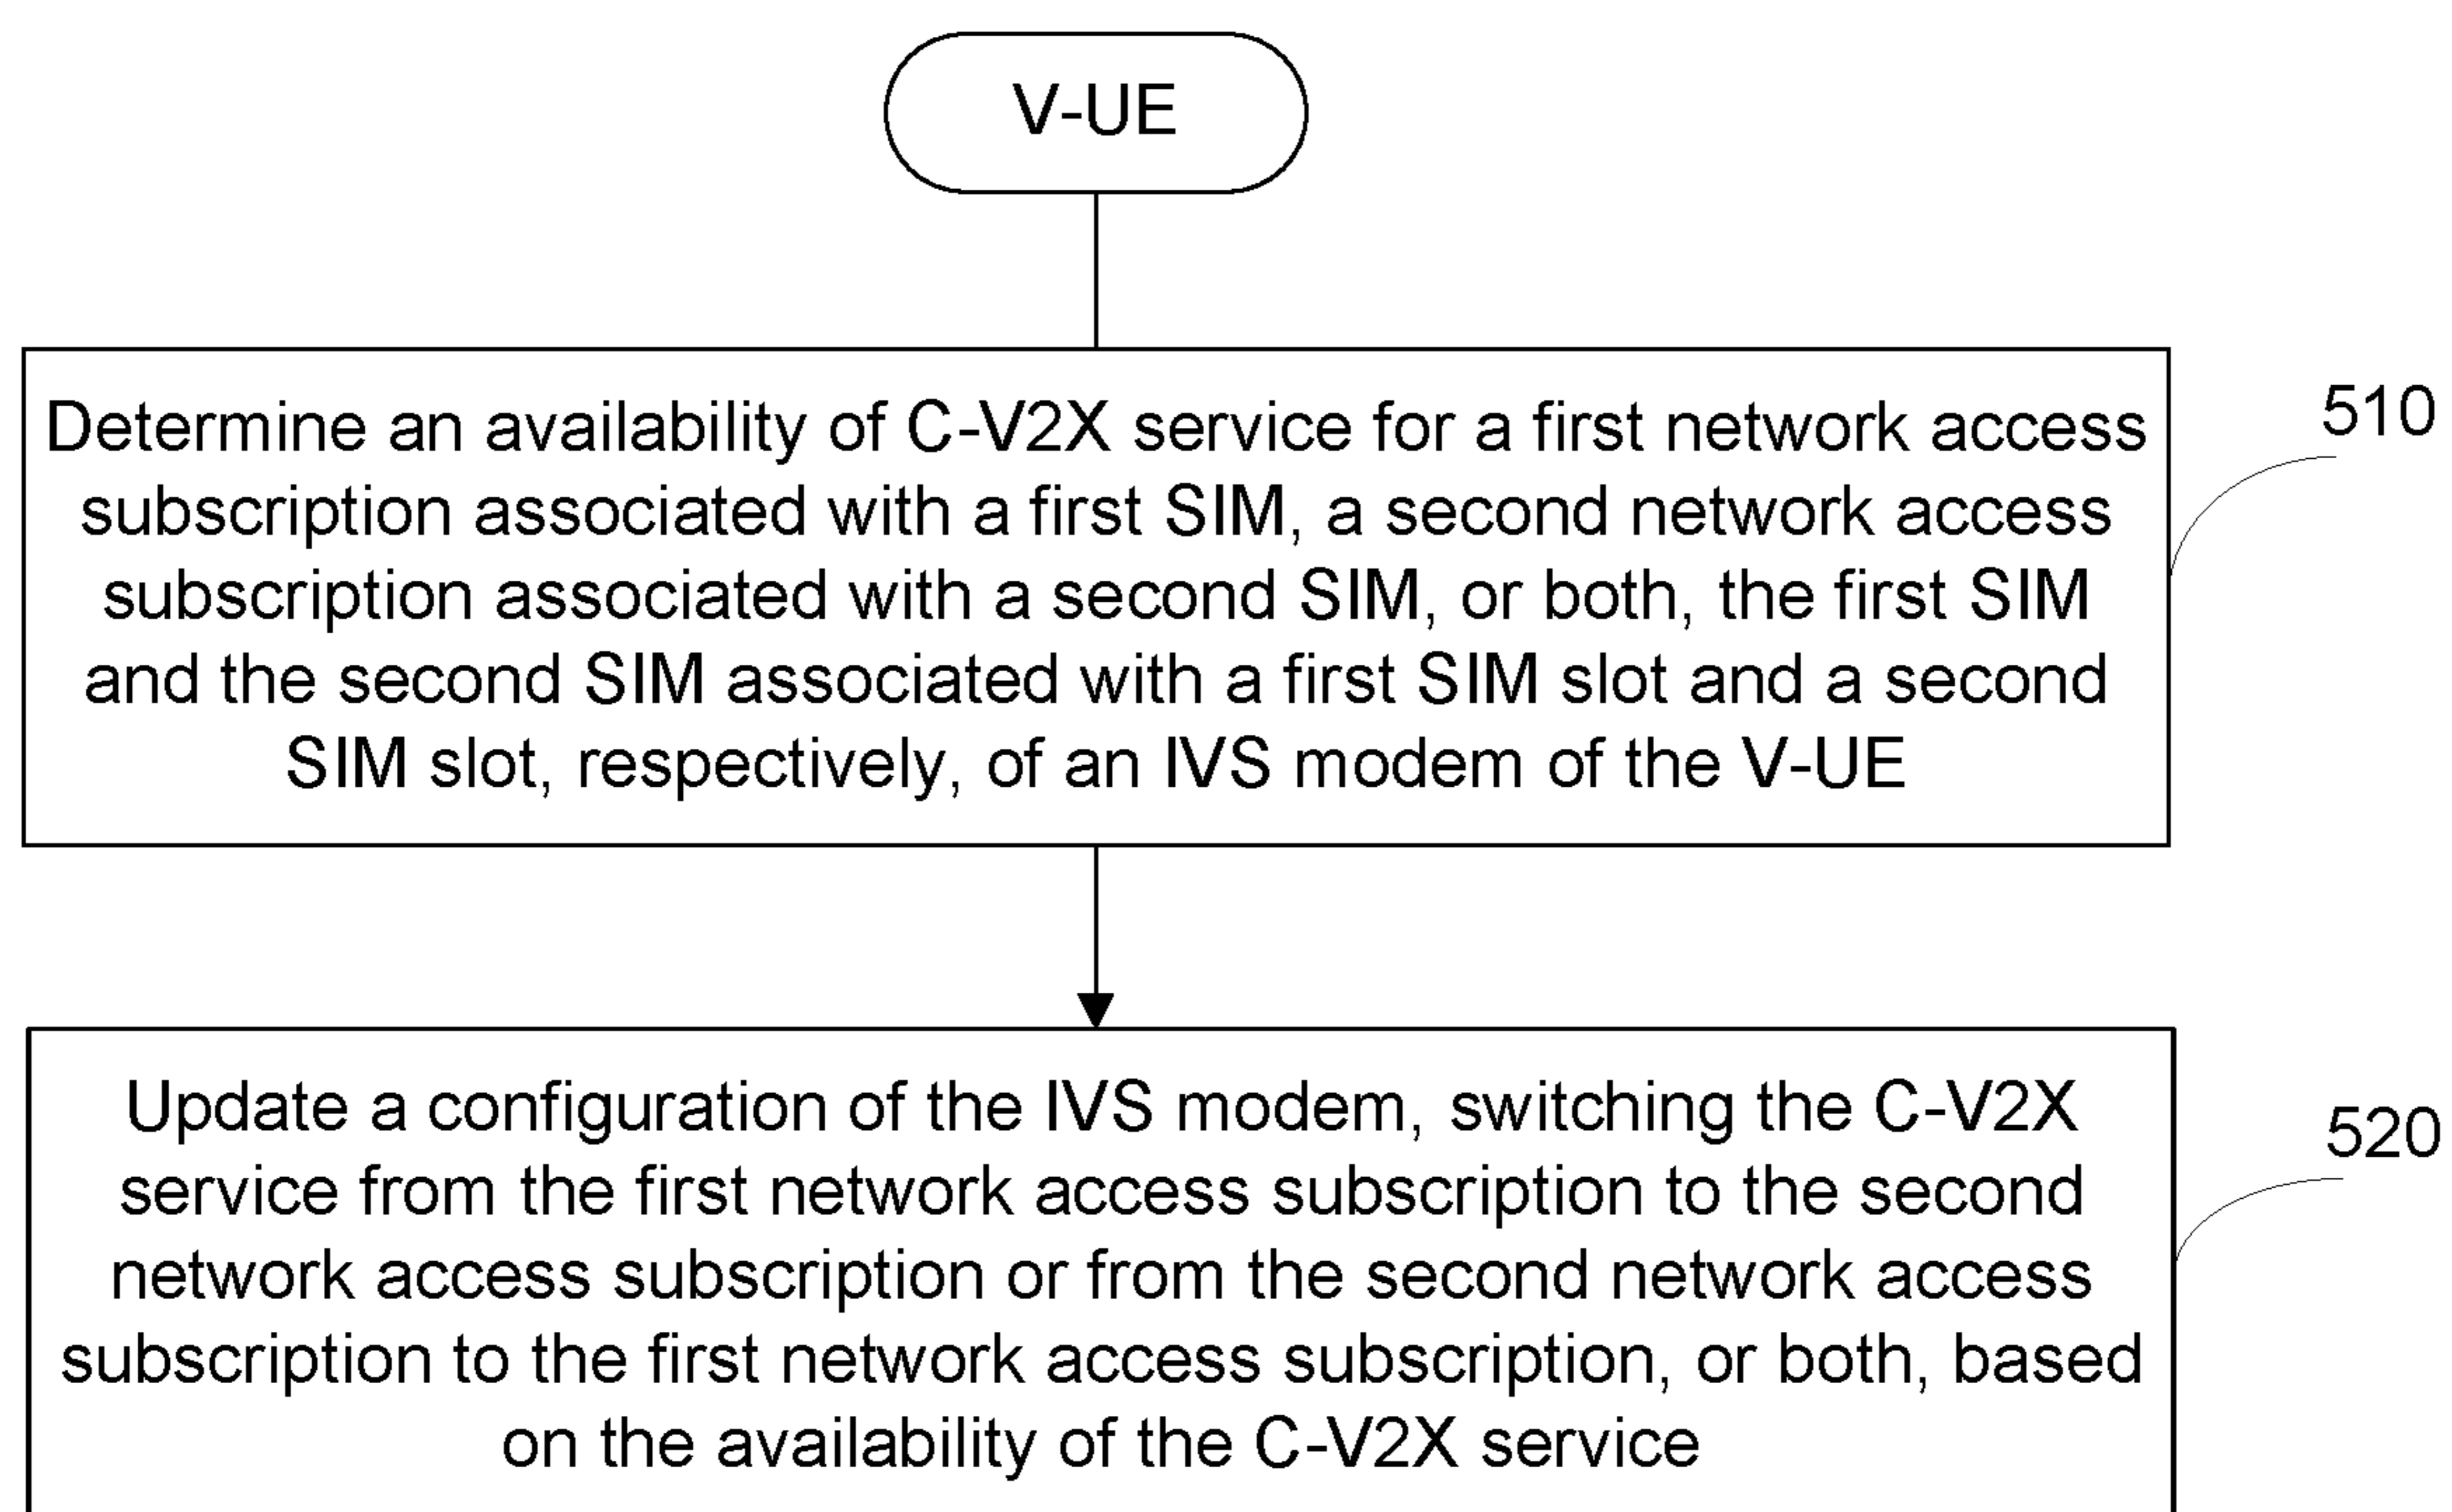 V-UE
Determine an availability of C-V2X service for a first network access
subscription associated with a first SIM, a second network access
subscription associated with a second SIM, or both, the first SIM
and the second SIM associated with a first SIM slot and a second
SIM slot, respectively, of an IVS modem of the V-UE
510
Update a configuration of the IVS modem, switching the C-V2X
service from the first network access subscription to the second
network access subscription or from the second network access
subscription to the first network access subscription, or both, based
on the availability of the C-V2X service
520